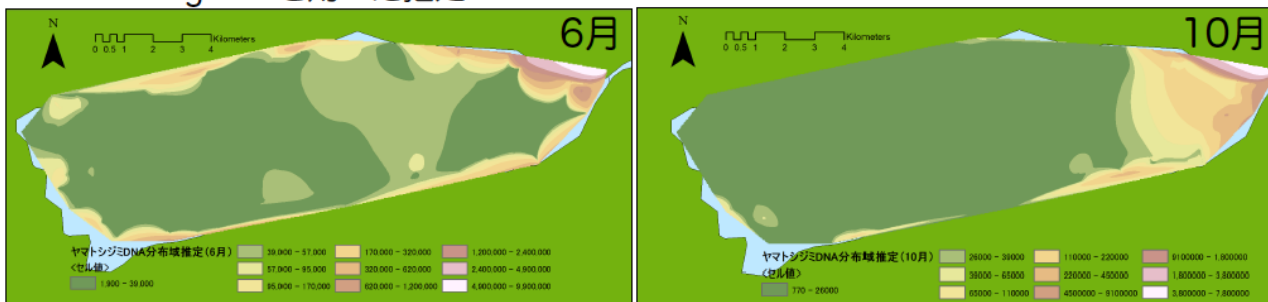 6月
N
Kilometers
0 0.5 1 2 3 4
ヤマトシジミDNA分布域推定(6月)
<セル値>
1,900 - 39,000
39,000 - 57,000
57,000 - 95,000
95,000 - 170,000
170,000 - 320,000
320,000 - 620,000
620,000 - 1,200,000
1,200,000 - 2,400,000
2,400,000 - 4,900,000
4,900,000 - 9,900,000
10月
N
Kilometers
0 0.5 1 2 3 4
ヤマトシジミDNA分布域推定(10月)
<セル値>
770 - 26000
26000 - 39000
39000 - 65000
65000 - 110000
110000 - 220000
220000 - 450000
4500000 - 9100000
9100000 - 1,800000
1,800000 - 3,800000
3,800000 - 7,800000